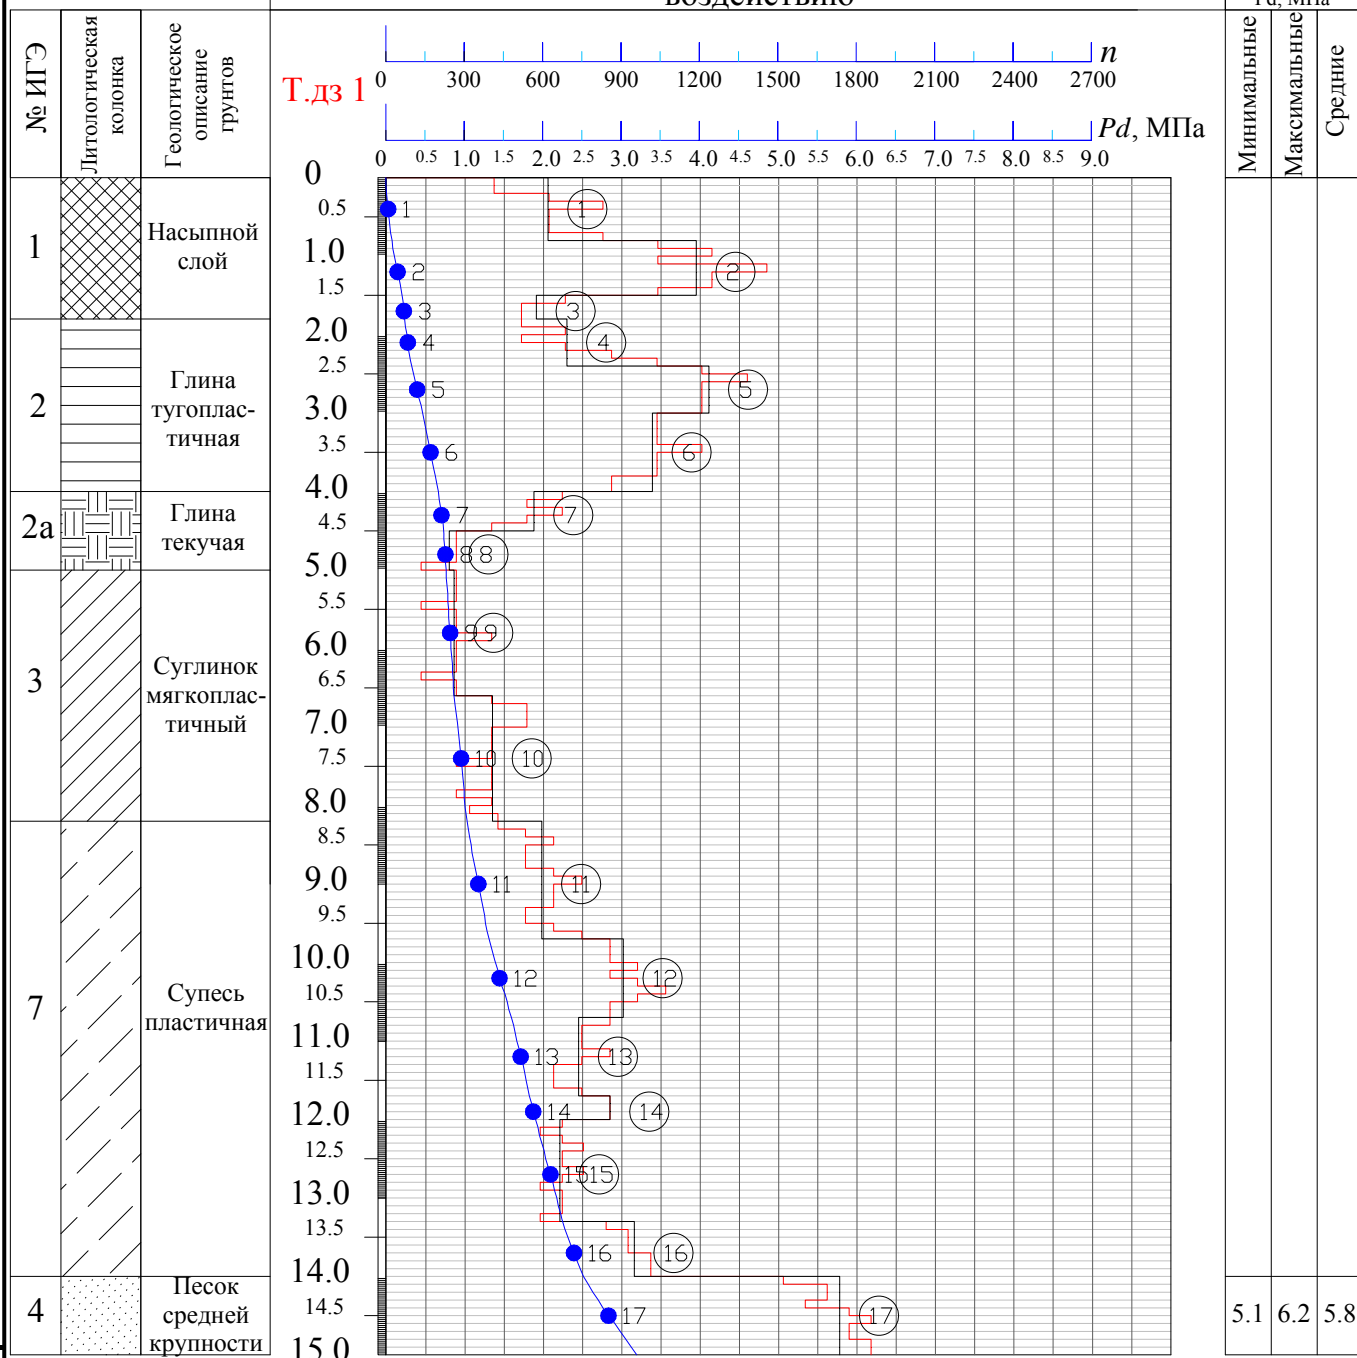 воздействию
Pd, МПа
№ ИГЭ
Литологическая
колонка
Геологическое
описание
грунтов
Т.дз 1
n
0 300 600 900 1200 1500 1800 2100 2400 2700
Pd, МПа
0 0.5 1.0 1.5 2.0 2.5 3.0 3.5 4.0 4.5 5.0 5.5 6.0 6.5 7.0 7.5 8.0 8.5 9.0
Минимальные
Максимальные
Средние
0
0.5 1 1
1
Насыпной
слой
1.0
2 2
1.5
3 3
2.0
4 4
2.5
5 5
2
Глина
тугоплас-
тичная
3.0
3.5
6 6
4.0
2а
Глина
текучая
7 7
4.5
8 8
5.0
5.5
9 9
6.0
3
Суглинок
мягкоплас-
тичный
6.5
7.0
7.5 10 10
8.0
8.5
9.0 11 11
9.5
10.0
12 12
10.5
7
Супесь
пластичная
11.0
13 13
11.5
12.0 14 14
12.5
15 15
13.0
13.5
16 16
14.0
4
Песок
средней
крупности
14.5 17 17
5.1 6.2 5.8
15.0